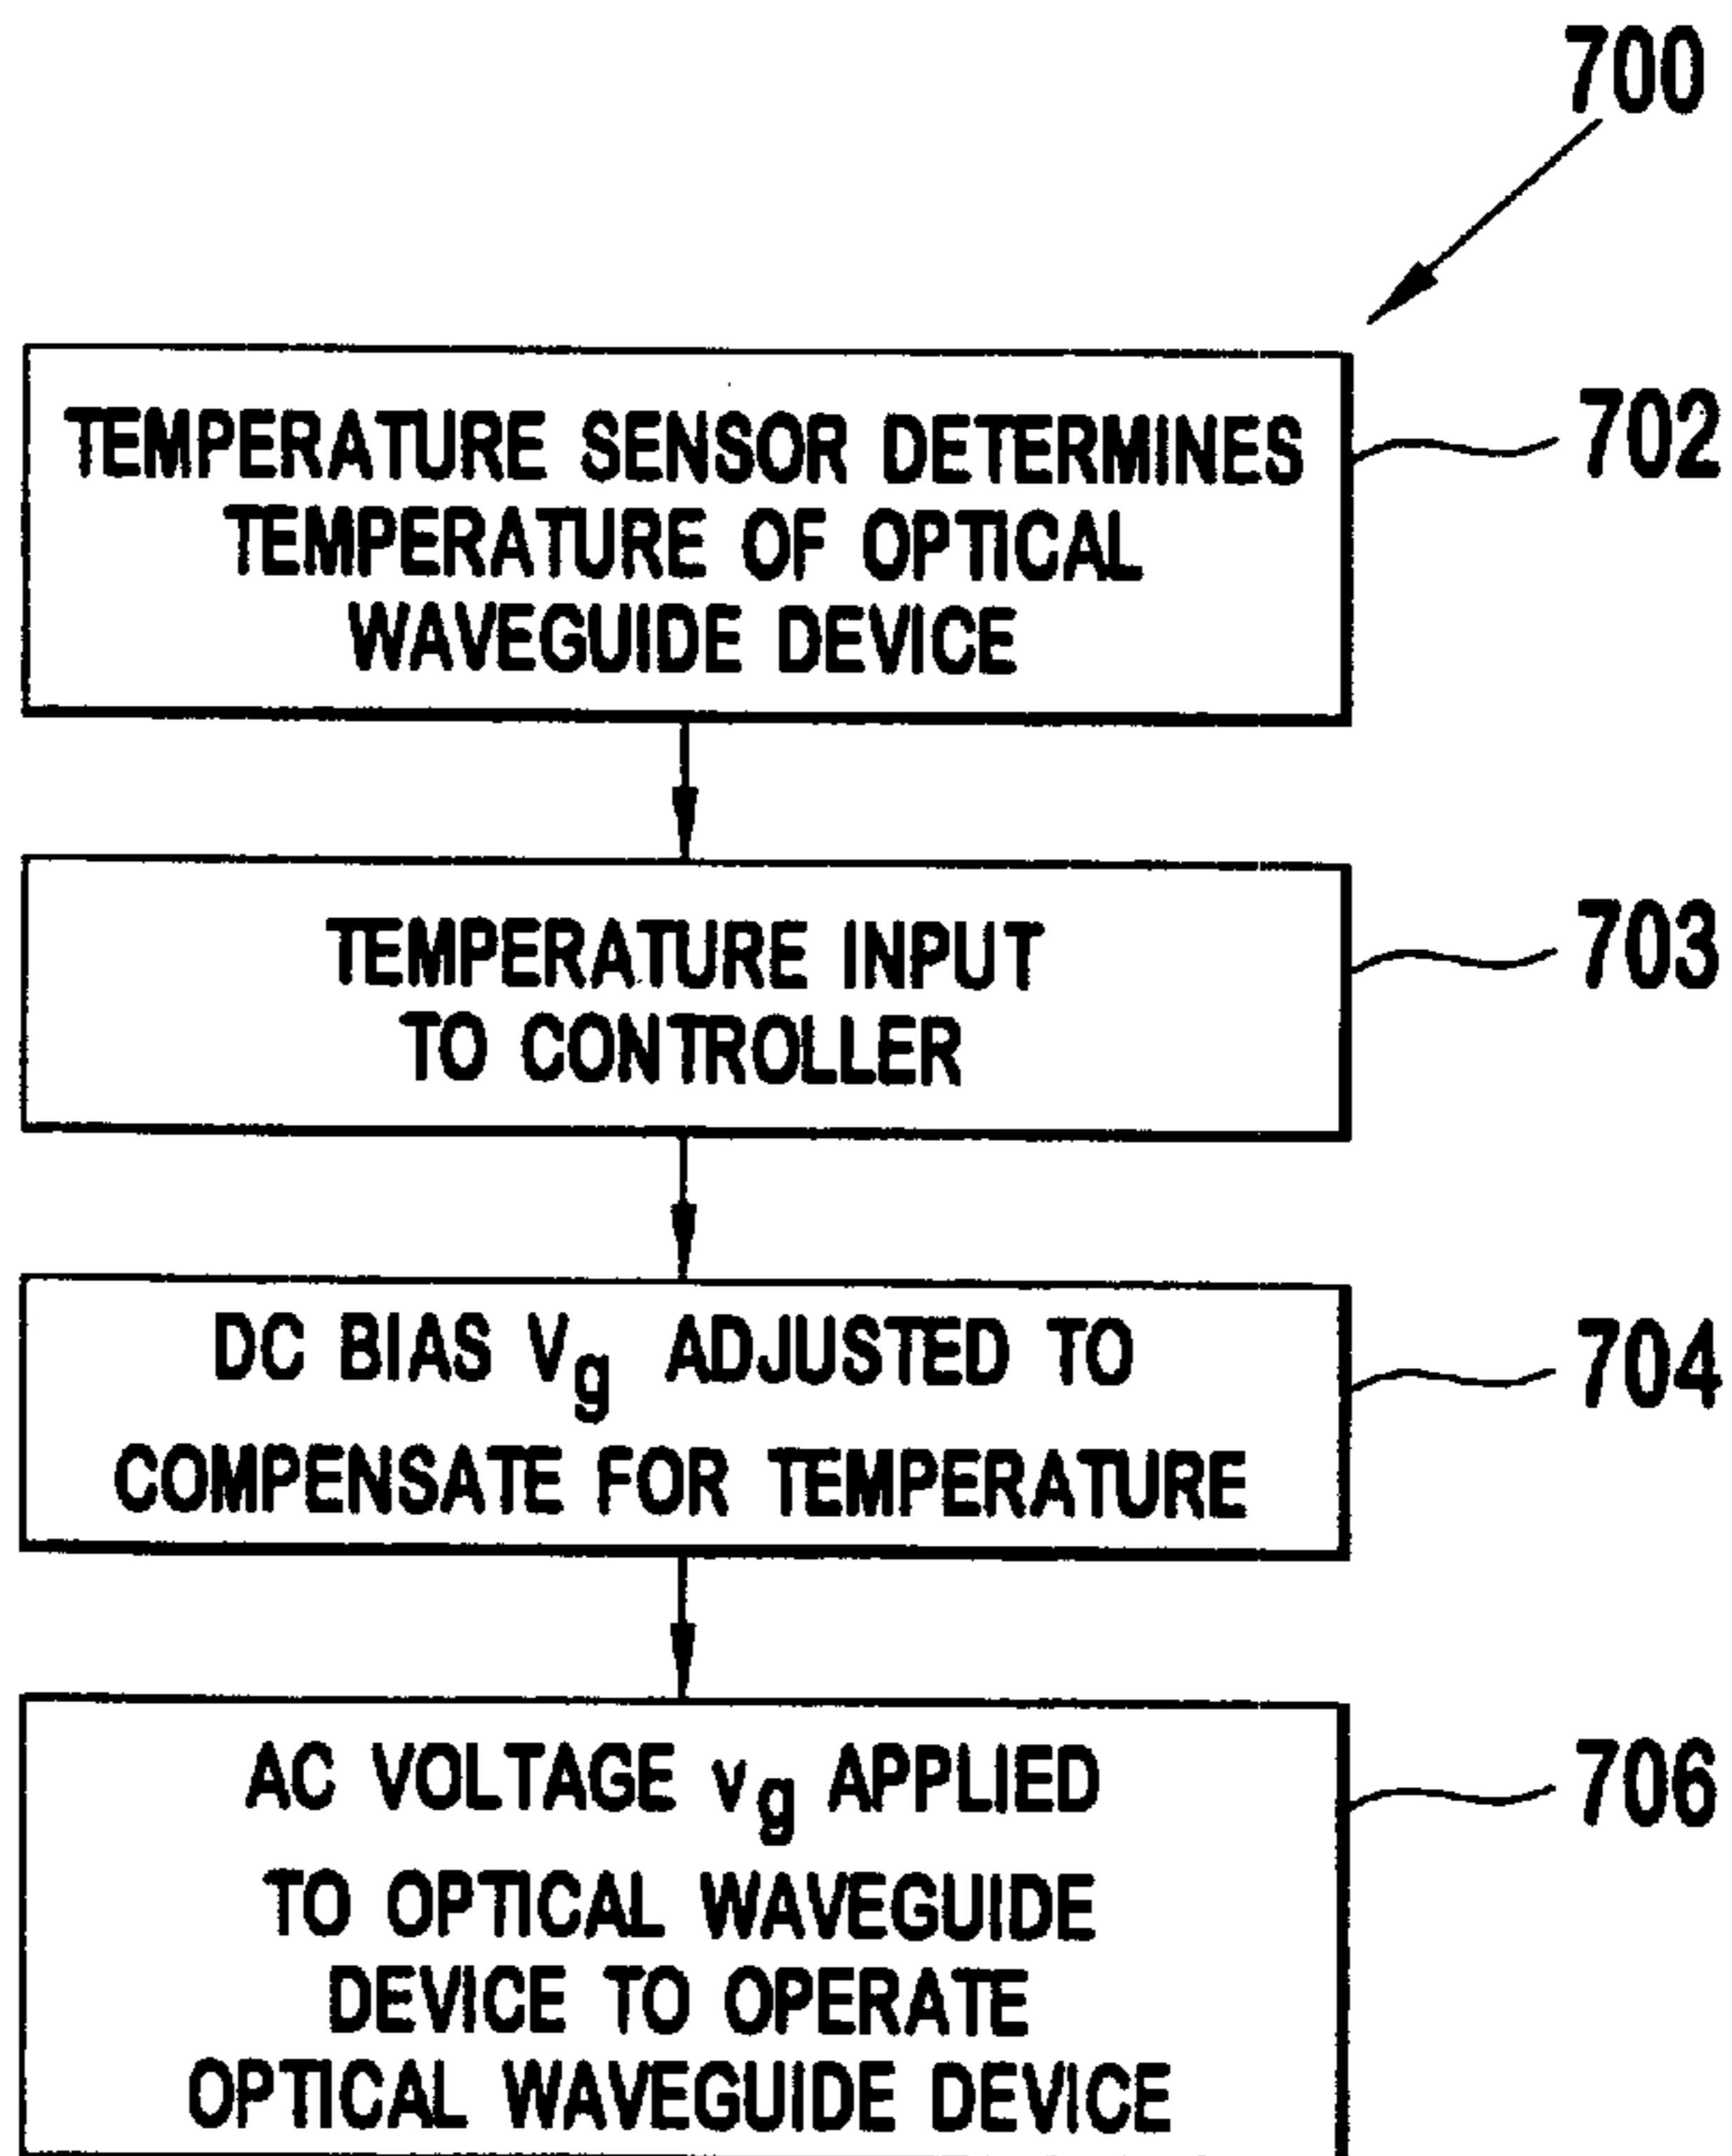 700
TEMPERATURE SENSOR DETERMINES
TEMPERATURE OF OPTICAL
WAVEGUIDE DEVICE
702
TEMPERATURE INPUT
TO CONTROLLER
703
DC BIAS Vg ADJUSTED TO
COMPENSATE FOR TEMPERATURE
704
AC VOLTAGE vg APPLIED
TO OPTICAL WAVEGUIDE
DEVICE TO OPERATE
OPTICAL WAVEGUIDE DEVICE
706